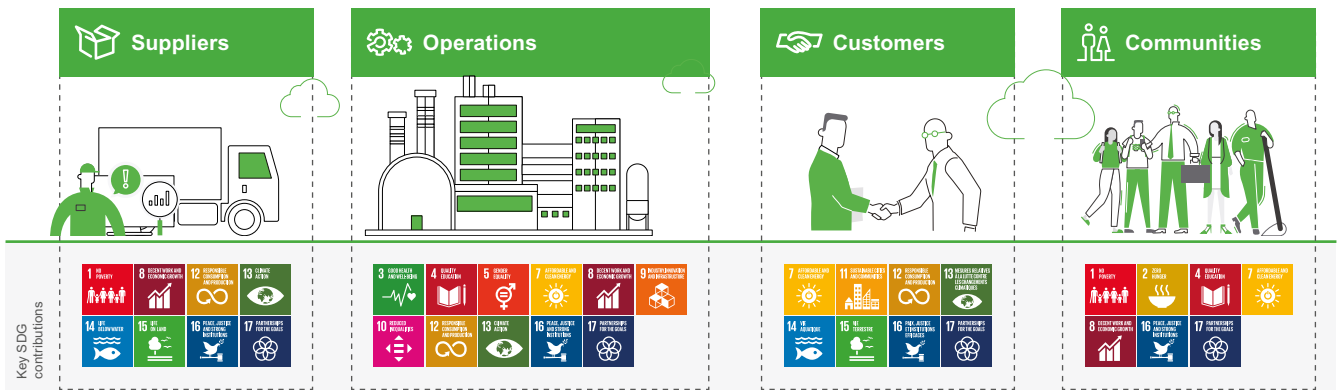 Suppliers
Operations
Customers
Communities
Key SDG
contributions
1 NO
POVERTY
8 DECENT WORK AND
ECONOMIC GROWTH
12 RESPONSIBLE
CONSUMPTION
AND PRODUCTION
13 CLIMATE
ACTION
14 LIFE
BELOW WATER
15 LIFE
ON LAND
16 PEACE, JUSTICE
AND STRONG
INSTITUTIONS
17 PARTNERSHIPS
FOR THE GOALS
3 GOOD HEALTH
AND WELL-BEING
4 QUALITY
EDUCATION
5 GENDER
EQUALITY
7 AFFORDABLE AND
CLEAN ENERGY
8 DECENT WORK AND
ECONOMIC GROWTH
9 INDUSTRY, INNOVATION
AND INFRASTRUCTURE
10 REDUCED
INEQUALITIES
12 RESPONSIBLE
CONSUMPTION
AND PRODUCTION
13 CLIMATE
ACTION
16 PEACE, JUSTICE
AND STRONG
INSTITUTIONS
17 PARTNERSHIPS
FOR THE GOALS
7 AFFORDABLE AND
CLEAN ENERGY
11 SUSTAINABLE CITIES
AND COMMUNITIES
12 RESPONSIBLE
CONSUMPTION
AND PRODUCTION
13 MESURES RELATIVES
À LA LUTTE CONTRE
LES CHANGEMENTS
CLIMATIQUES
14 VIE
AQUATIQUE
15 VIE
TERRESTRE
16 PAIX, JUSTICE
ET INSTITUTIONS
EFFICACES
17 PARTNERSHIPS
FOR THE GOALS
1 NO
POVERTY
2 ZERO
HUNGER
4 QUALITY
EDUCATION
7 AFFORDABLE AND
CLEAN ENERGY
8 DECENT WORK AND
ECONOMIC GROWTH
16 PEACE, JUSTICE
AND STRONG
INSTITUTIONS
17 PARTNERSHIPS
FOR THE GOALS